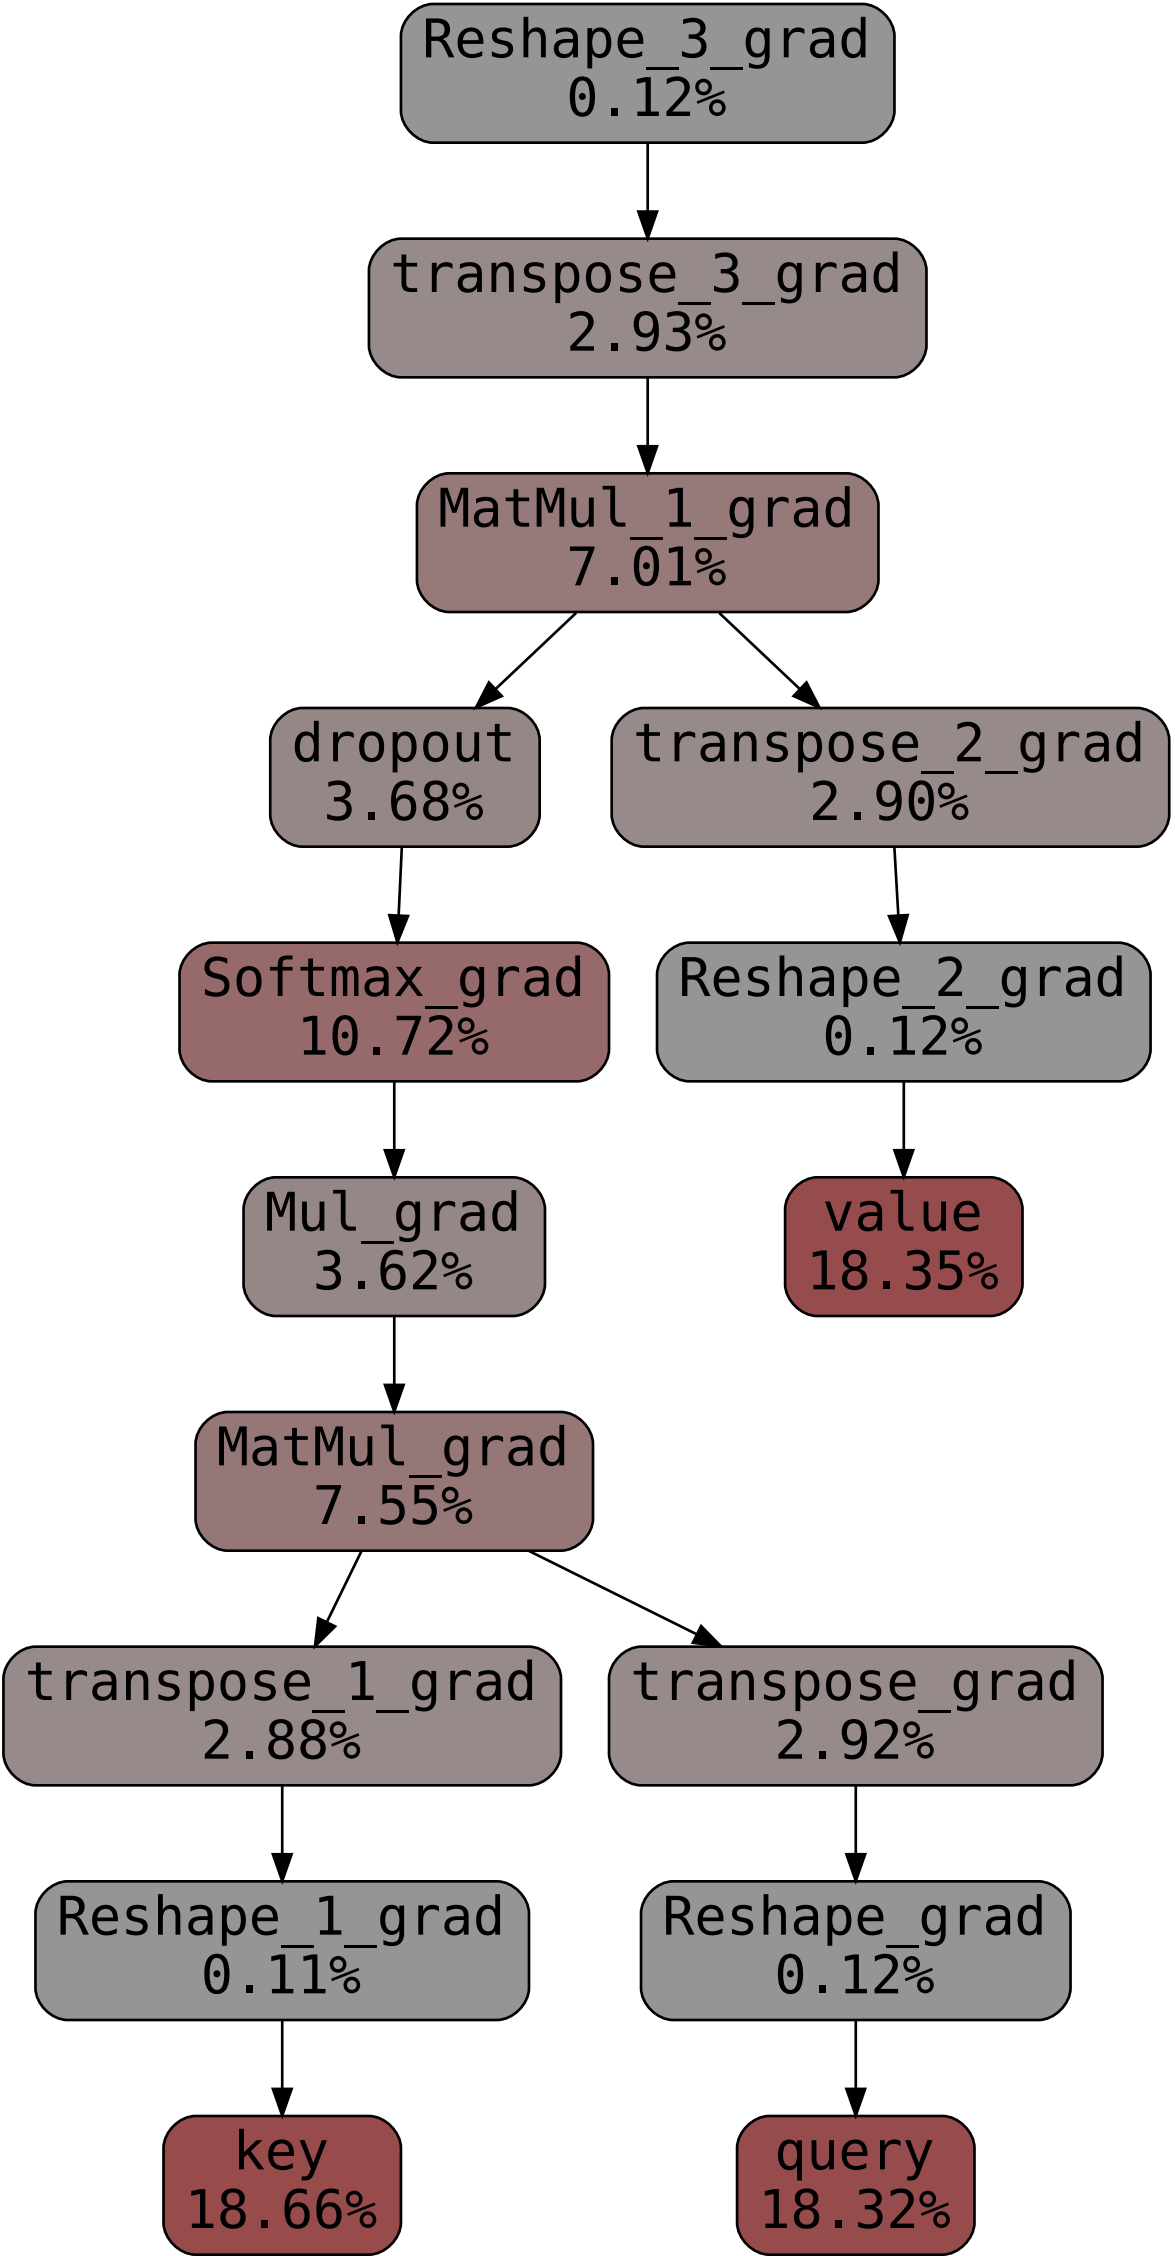 Reshape_3_grad
0.12%
transpose_3_grad
2.93%
MatMul_1_grad
7.01%
dropout
3.68%
transpose_2_grad
2.90%
Softmax_grad
10.72%
Reshape_2_grad
0.12%
Mul_grad
3.62%
value
18.35%
MatMul_grad
7.55%
transpose_1_grad
2.88%
transpose_grad
2.92%
Reshape_1_grad
0.11%
Reshape_grad
0.12%
key
18.66%
query
18.32%